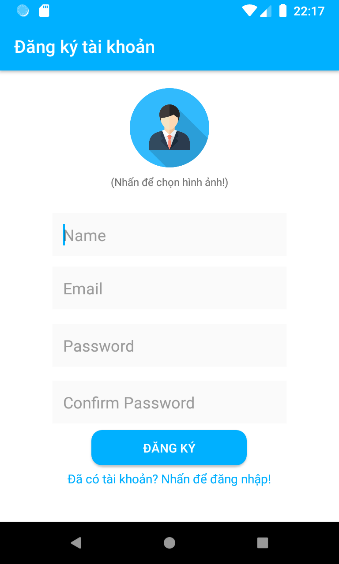 22:17
Đăng ký tài khoản
(Nhấn để chọn hình ảnh!)
Name
Email
Password
Confirm Password
ĐĂNG KÝ
Đã có tài khoản? Nhấn để đăng nhập!